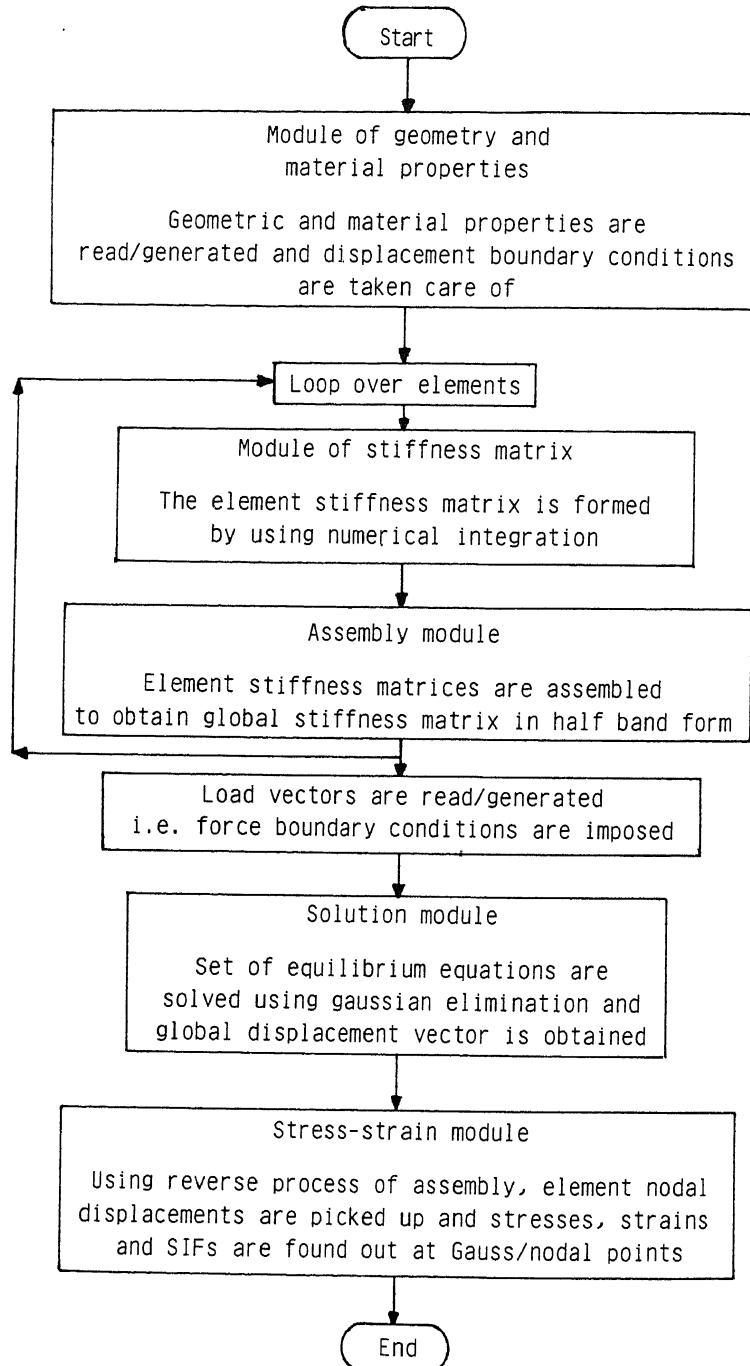 Start
Module of geometry and
material properties
Geometric and material properties are
read/generated and displacement boundary conditions
are taken care of
Loop over elements
Module of stiffness matrix
The element stiffness matrix is formed
by using numerical integration
Assembly module
Element stiffness matrices are assembled
to obtain global stiffness matrix in half band form
Load vectors are read/generated
i.e. force boundary conditions are imposed
Solution module
Set of equilibrium equations are
solved using gaussian elimination and
global displacement vector is obtained
Stress-strain module
Using reverse process of assembly, element nodal
displacements are picked up and stresses, strains
and SIFs are found out at Gauss/nodal points
End